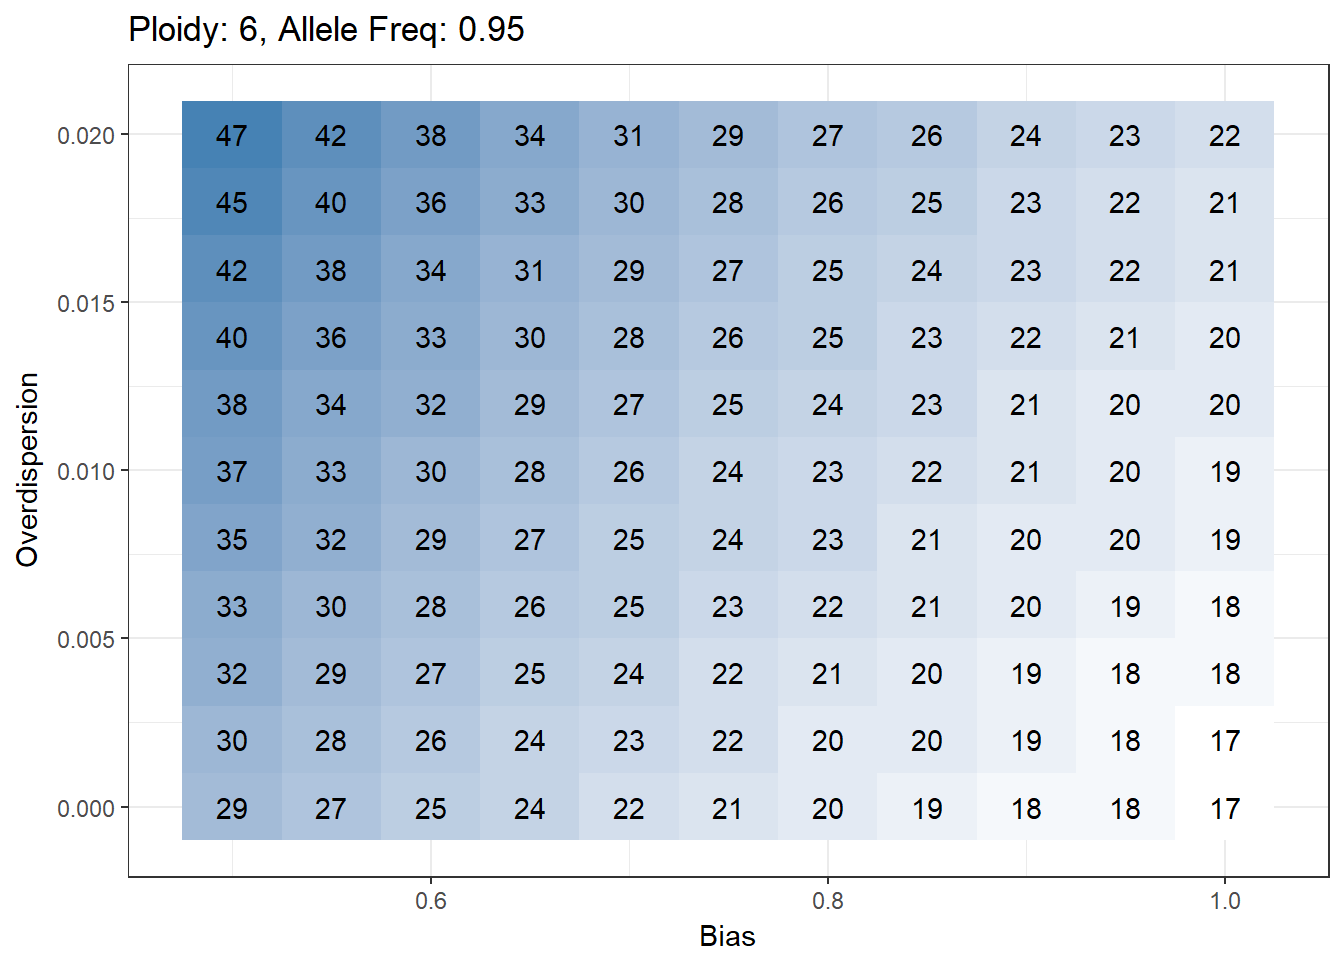 Ploidy: 6, Allele Freq: 0.95
0.020 47 42 38 34 31 29 27 26 24 23 22
45 40 36 33 30 28 26 25 23 22 21
42 38 34 31 29 27 25 24 23 22 21
0.015
40 36 33 30 28 26 25 23 22 21 20
38 34 32 29 27 25 24 23 21 20 20
0.010 37 33 30 28 26 24 23 22 21 20 19
35 32 29 27 25 24 23 21 20 20 19
33 30 28 26 25 23 22 21 20 19 18
0.005
32 29 27 25 24 22 21 20 19 18 18
30 28 26 24 23 22 20 20 19 18 17
0.000 29 27 25 24 22 21 20 19 18 18 17
Overdispersion
0.6 0.8 1.0
Bias